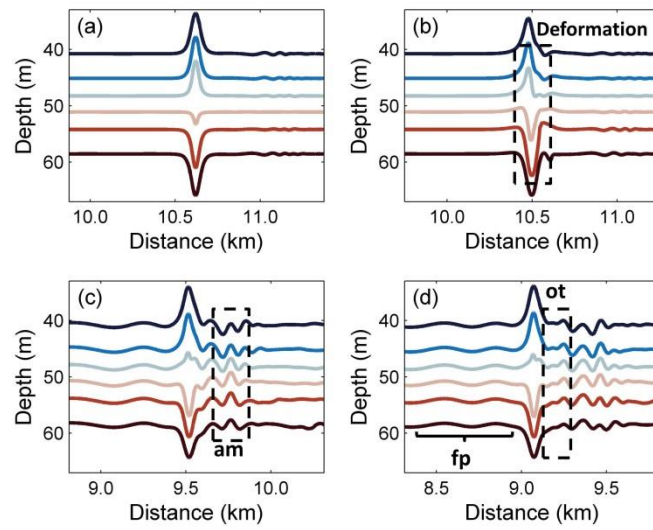 (a)
40
50
60
Depth (m)
10.0
10.5
11.0
Distance (km)
(b)
Deformation
40
50
60
Depth (m)
10.0
10.5
11.0
Distance (km)
(c)
40
50
60
Depth (m)
am
9.0
9.5
10.0
Distance (km)
(d)
ot
40
50
60
Depth (m)
fp
8.5
9.0
9.5
Distance (km)